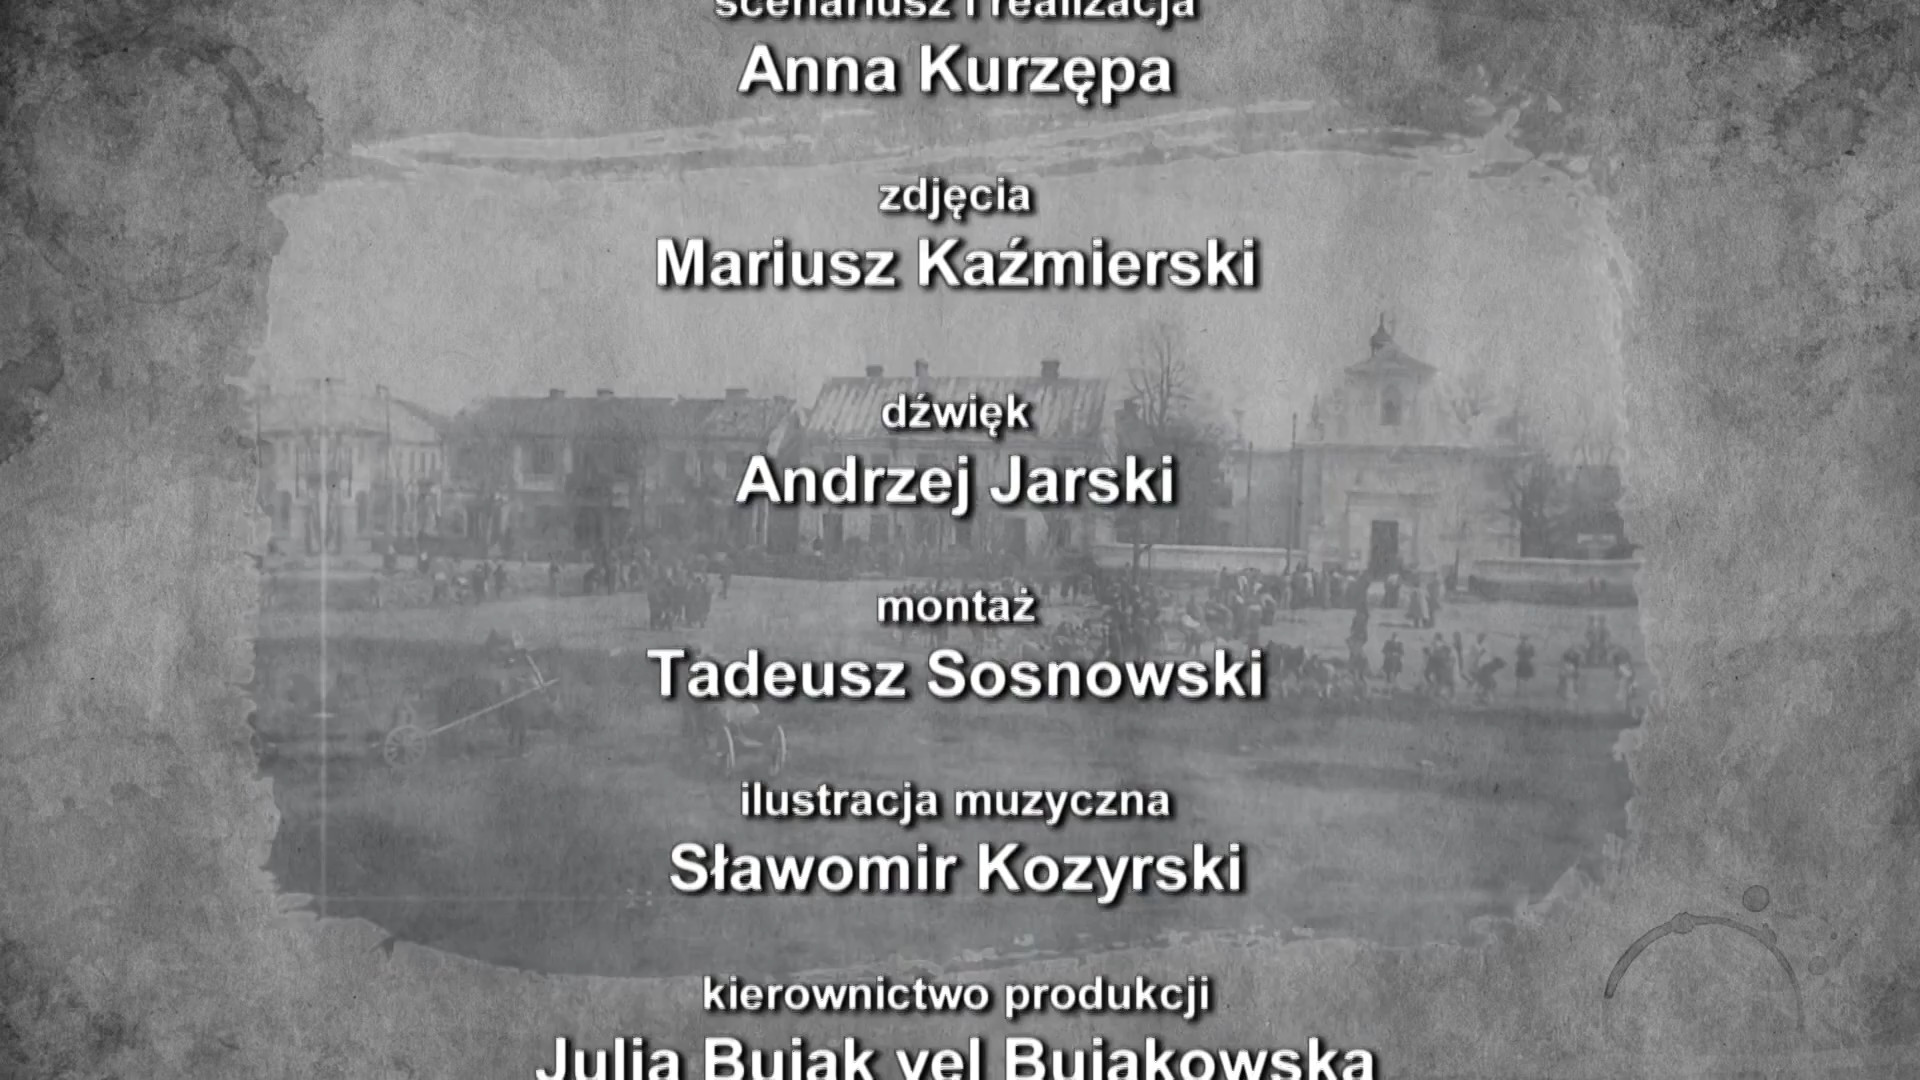 scenariusz i realizacja
Anna Kurzępa
zdjęcia
Mariusz Kaźmierski
dźwięk
Andrzej Jarski
montaż
Tadeusz Sosnowski
ilustracja muzyczna
Sławomir Kozyrski
kierownictwo produkcji
Julia Bujak vel Bujakowska